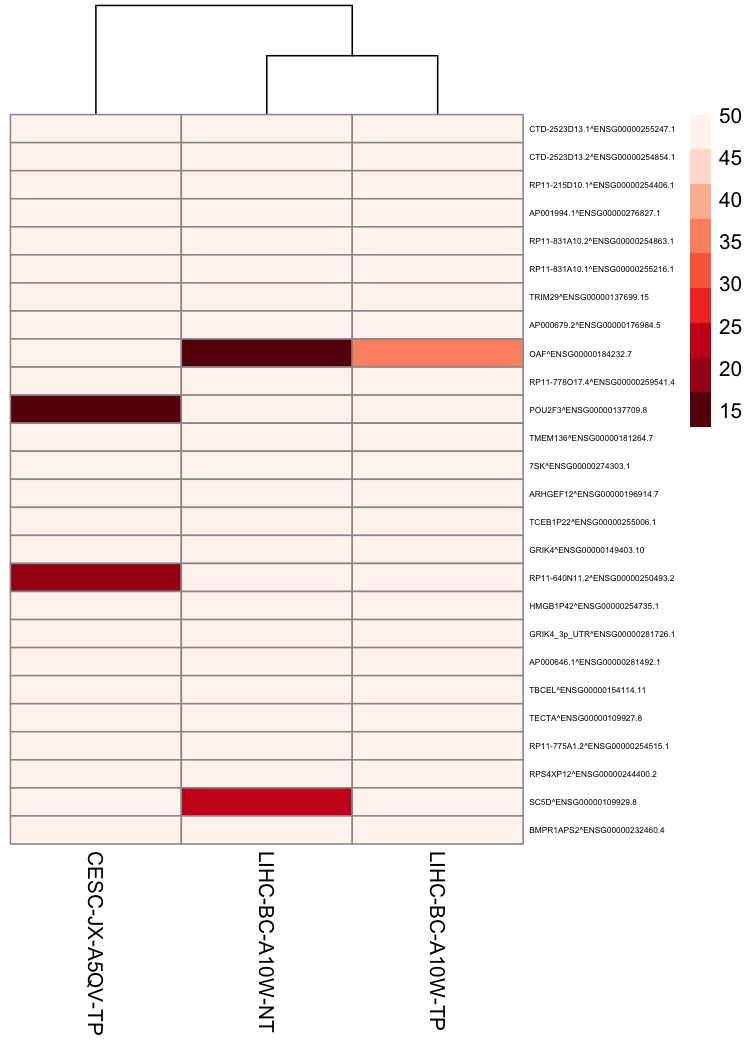 CTD-2523D13.1^ENSG00000255247.1
CTD-2523D13.2^ENSG00000254854.1
RP11-215D10.1^ENSG00000254406.1
AP001994.1^ENSG00000276827.1
RP11-831A10.2^ENSG00000254863.1
RP11-831A10.1^ENSG00000255216.1
TRIM29^ENSG00000137699.15
AP000679.2^ENSG00000176984.5
OAF^ENSG00000184232.7
RP11-778O17.4^ENSG00000259541.4
POU2F3^ENSG00000137709.8
TMEM136^ENSG00000181264.7
7SK^ENSG00000274303.1
ARHGEF12^ENSG00000196914.7
TCEB1P22^ENSG00000255006.1
GRIK4^ENSG00000149403.10
RP11-640N11.2^ENSG00000250493.2
HMGB1P42^ENSG00000254735.1
GRIK4_3p_UTR^ENSG00000281726.1
AP000646.1^ENSG00000281492.1
TBCEL^ENSG00000154114.11
TECTA^ENSG00000109927.8
RP11-775A1.2^ENSG00000254515.1
RPS4XP12^ENSG00000244400.2
SC5D^ENSG00000109929.8
BMPR1APS2^ENSG00000232460.4
50
45
40
35
30
25
20
15
CESC-JX-A5QV-TP
LIHC-BC-A10W-NT
LIHC-BC-A10W-TP